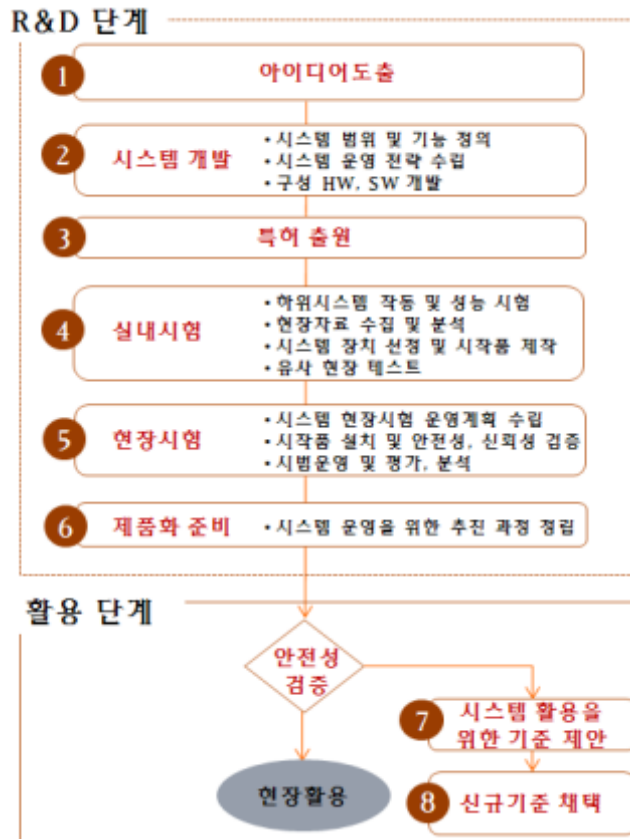 R&D 단계
1
아이디어도출
2
시스템 개발
• 시스템 범위 및 기능 정의
• 시스템 운영 전략 수립
• 구성 HW, SW 개발
3
특허 출원
4
실내시험
• 하위시스템 작동 및 성능 시험
• 현장자료 수집 및 분석
• 시스템 장치 선정 및 시작품 제작
• 유사 현장 테스트
5
현장시험
• 시스템 현장시험 운영계획 수립
• 시작품 설치 및 안전성, 신뢰성 검증
• 시범운영 및 평가, 분석
6
제품화 준비
• 시스템 운영을 위한 추진 과정 정립
활용 단계
안전성
검증
7
시스템 활용을
위한 기준 제안
현장활용
8
신규기준 채택